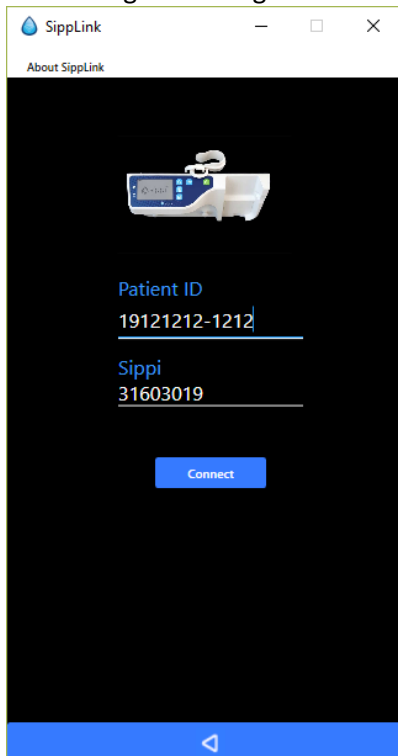 SippLink
About SippLink
Patient ID
19121212-1212
Sippi
31603019
Connect